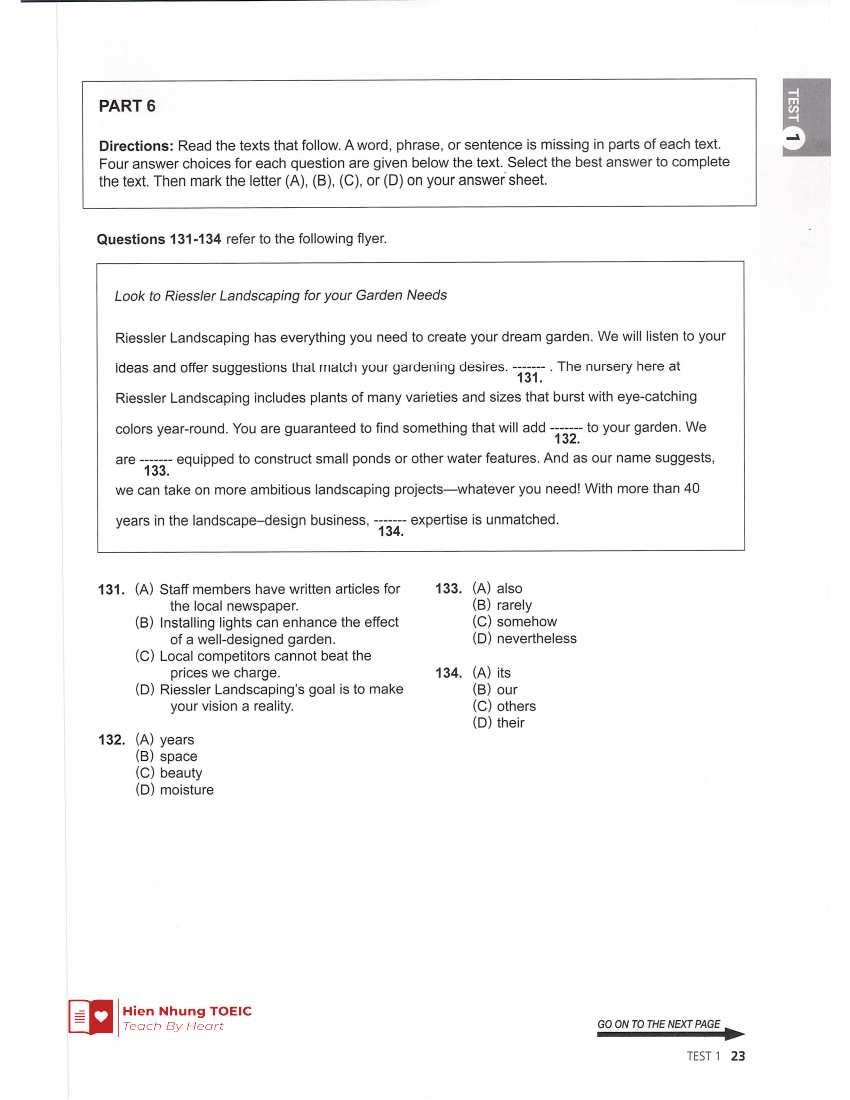 TEST 1
PART 6
Directions: Read the texts that follow. A word, phrase, or sentence is missing in parts of each text.
Four answer choices for each question are given below the text. Select the best answer to complete
the text. Then mark the letter (A), (B), (C), or (D) on your answer sheet.
Questions 131-134 refer to the following flyer.
Look to Riessler Landscaping for your Garden Needs
Riessler Landscaping has everything you need to create your dream garden. We will listen to your
ideas and offer suggestions that match your gardening desires. ------- . The nursery here at
131.
Riessler Landscaping includes plants of many varieties and sizes that burst with eye-catching
colors year-round. You are guaranteed to find something that will add ------- to your garden. We
132.
are ------- equipped to construct small ponds or other water features. And as our name suggests,
133.
we can take on more ambitious landscaping projects—whatever you need! With more than 40
years in the landscape–design business, ------- expertise is unmatched.
134.
131. (A) Staff members have written articles for
the local newspaper.
(B) Installing lights can enhance the effect
of a well-designed garden.
(C) Local competitors cannot beat the
prices we charge.
(D) Riessler Landscaping's goal is to make
your vision a reality.
132. (A) years
(B) space
(C) beauty
(D) moisture
133. (A) also
(B) rarely
(C) somehow
(D) nevertheless
134. (A) its
(B) our
(C) others
(D) their
Hien Nhung TOEIC
Teach By Heart
GO ON TO THE NEXT PAGE
TEST 1 23